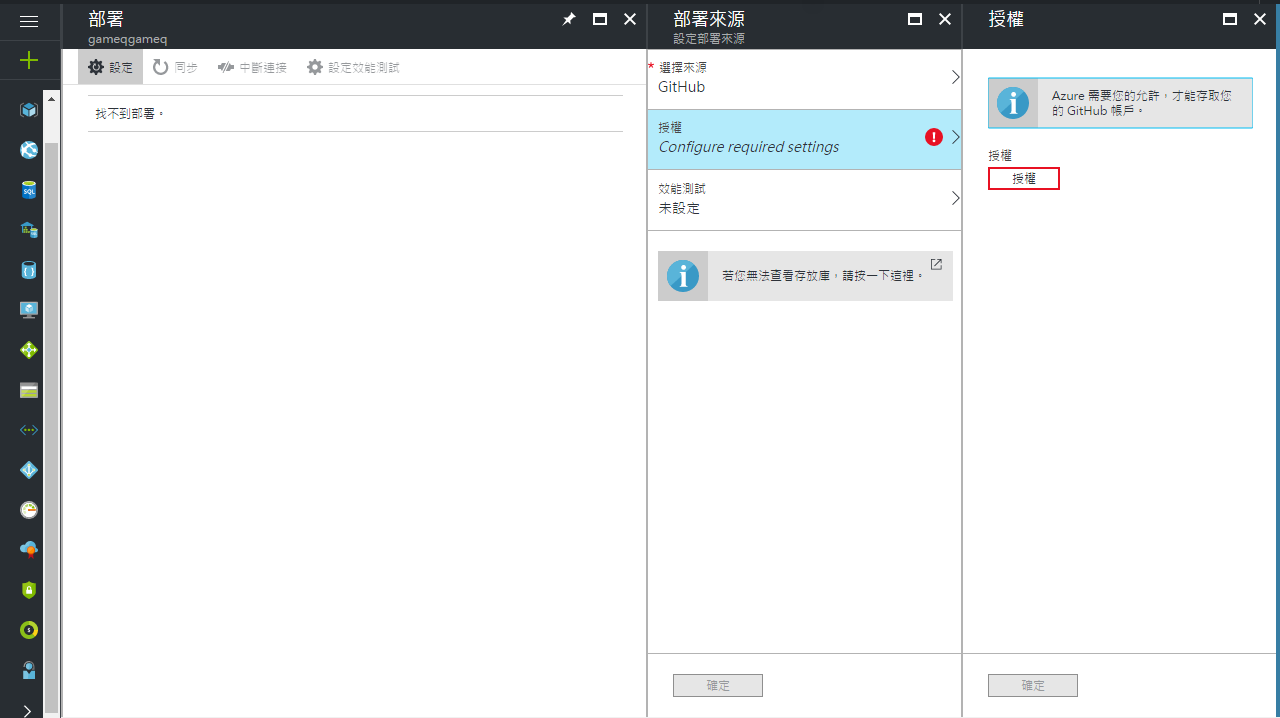 部署
gameqgameq
設定
同步
中斷連接
設定效能測試
找不到部署。
部署來源
設定部署來源
* 選擇來源
GitHub
授權
Configure required settings
效能測試
未設定
若您無法查看存放庫，請按一下這裡。
確定
授權
Azure 需要您的允許，才能存取您
的 GitHub 帳戶。
授權
授權
確定